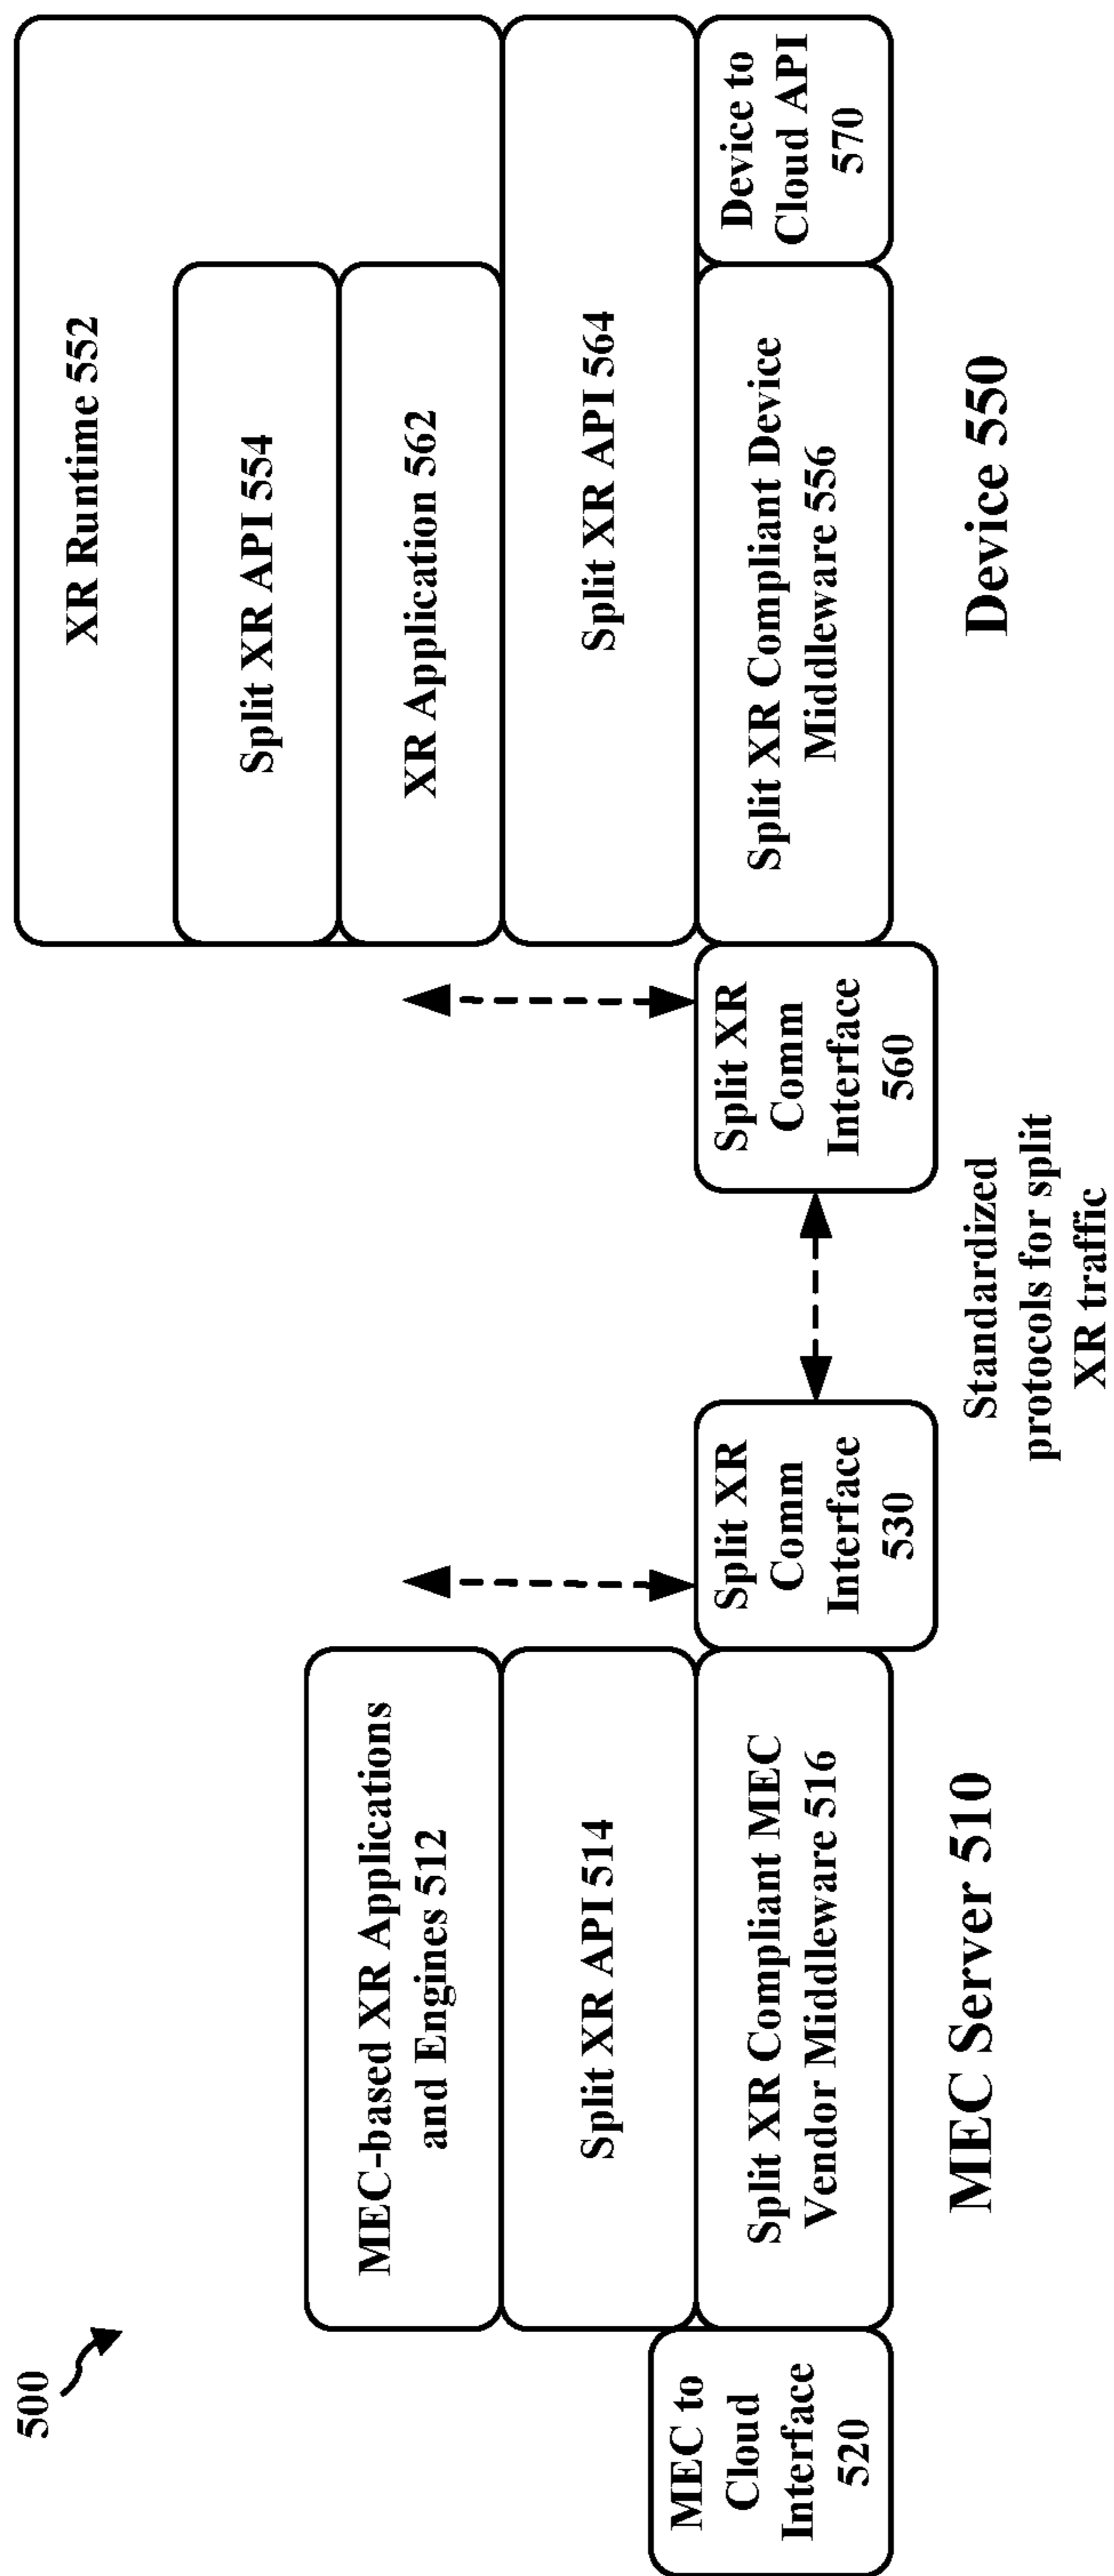 500
MEC to
Cloud
Interface
520
MEC-based XR Applications
and Engines 512
Split XR API 514
Split XR Compliant MEC
Vendor Middleware 516
MEC Server 510
Split XR
Comm
Interface
530
Standardized
protocols for split
XR traffic
Split XR
Comm
Interface
560
XR Runtime 552
Split XR API 554
XR Application 562
Split XR API 564
Split XR Compliant Device
Middleware 556
Device to
Cloud API
570
Device 550